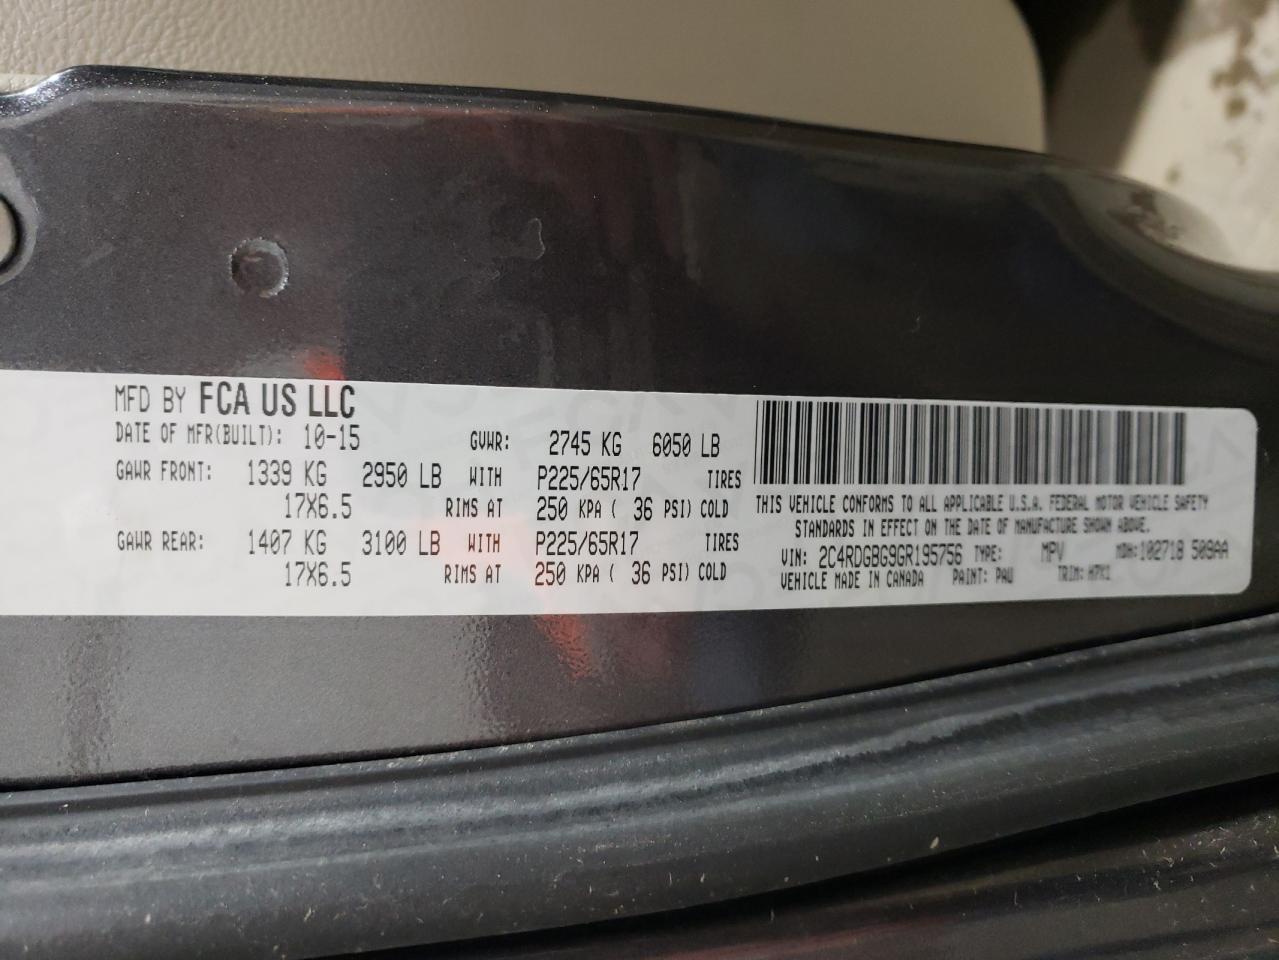 MFD BY FCA US LLC
DATE OF MFR(BUILT): 10-15 GVWR: 2745 KG 6050 LB
GAWR FRONT: 1339 KG 2950 LB WITH P225/65R17 TIRES
17X6.5 RIMS AT 250 KPA ( 36 PSI) COLD
GAWR REAR: 1407 KG 3100 LB WITH P225/65R17 TIRES
17X6.5 RIMS AT 250 KPA ( 36 PSI) COLD
THIS VEHICLE CONFORMS TO ALL APPLICABLE U.S.A. FEDERAL MOTOR VEHICLE SAFETY
STANDARDS IN EFFECT ON THE DATE OF MANUFACTURE SHOWN ABOVE.
VIN: 2C4RDGBG9GR195756 TYPE: MPV MDH: 102718 509AA
VEHICLE MADE IN CANADA PAINT: PAU TRIM: